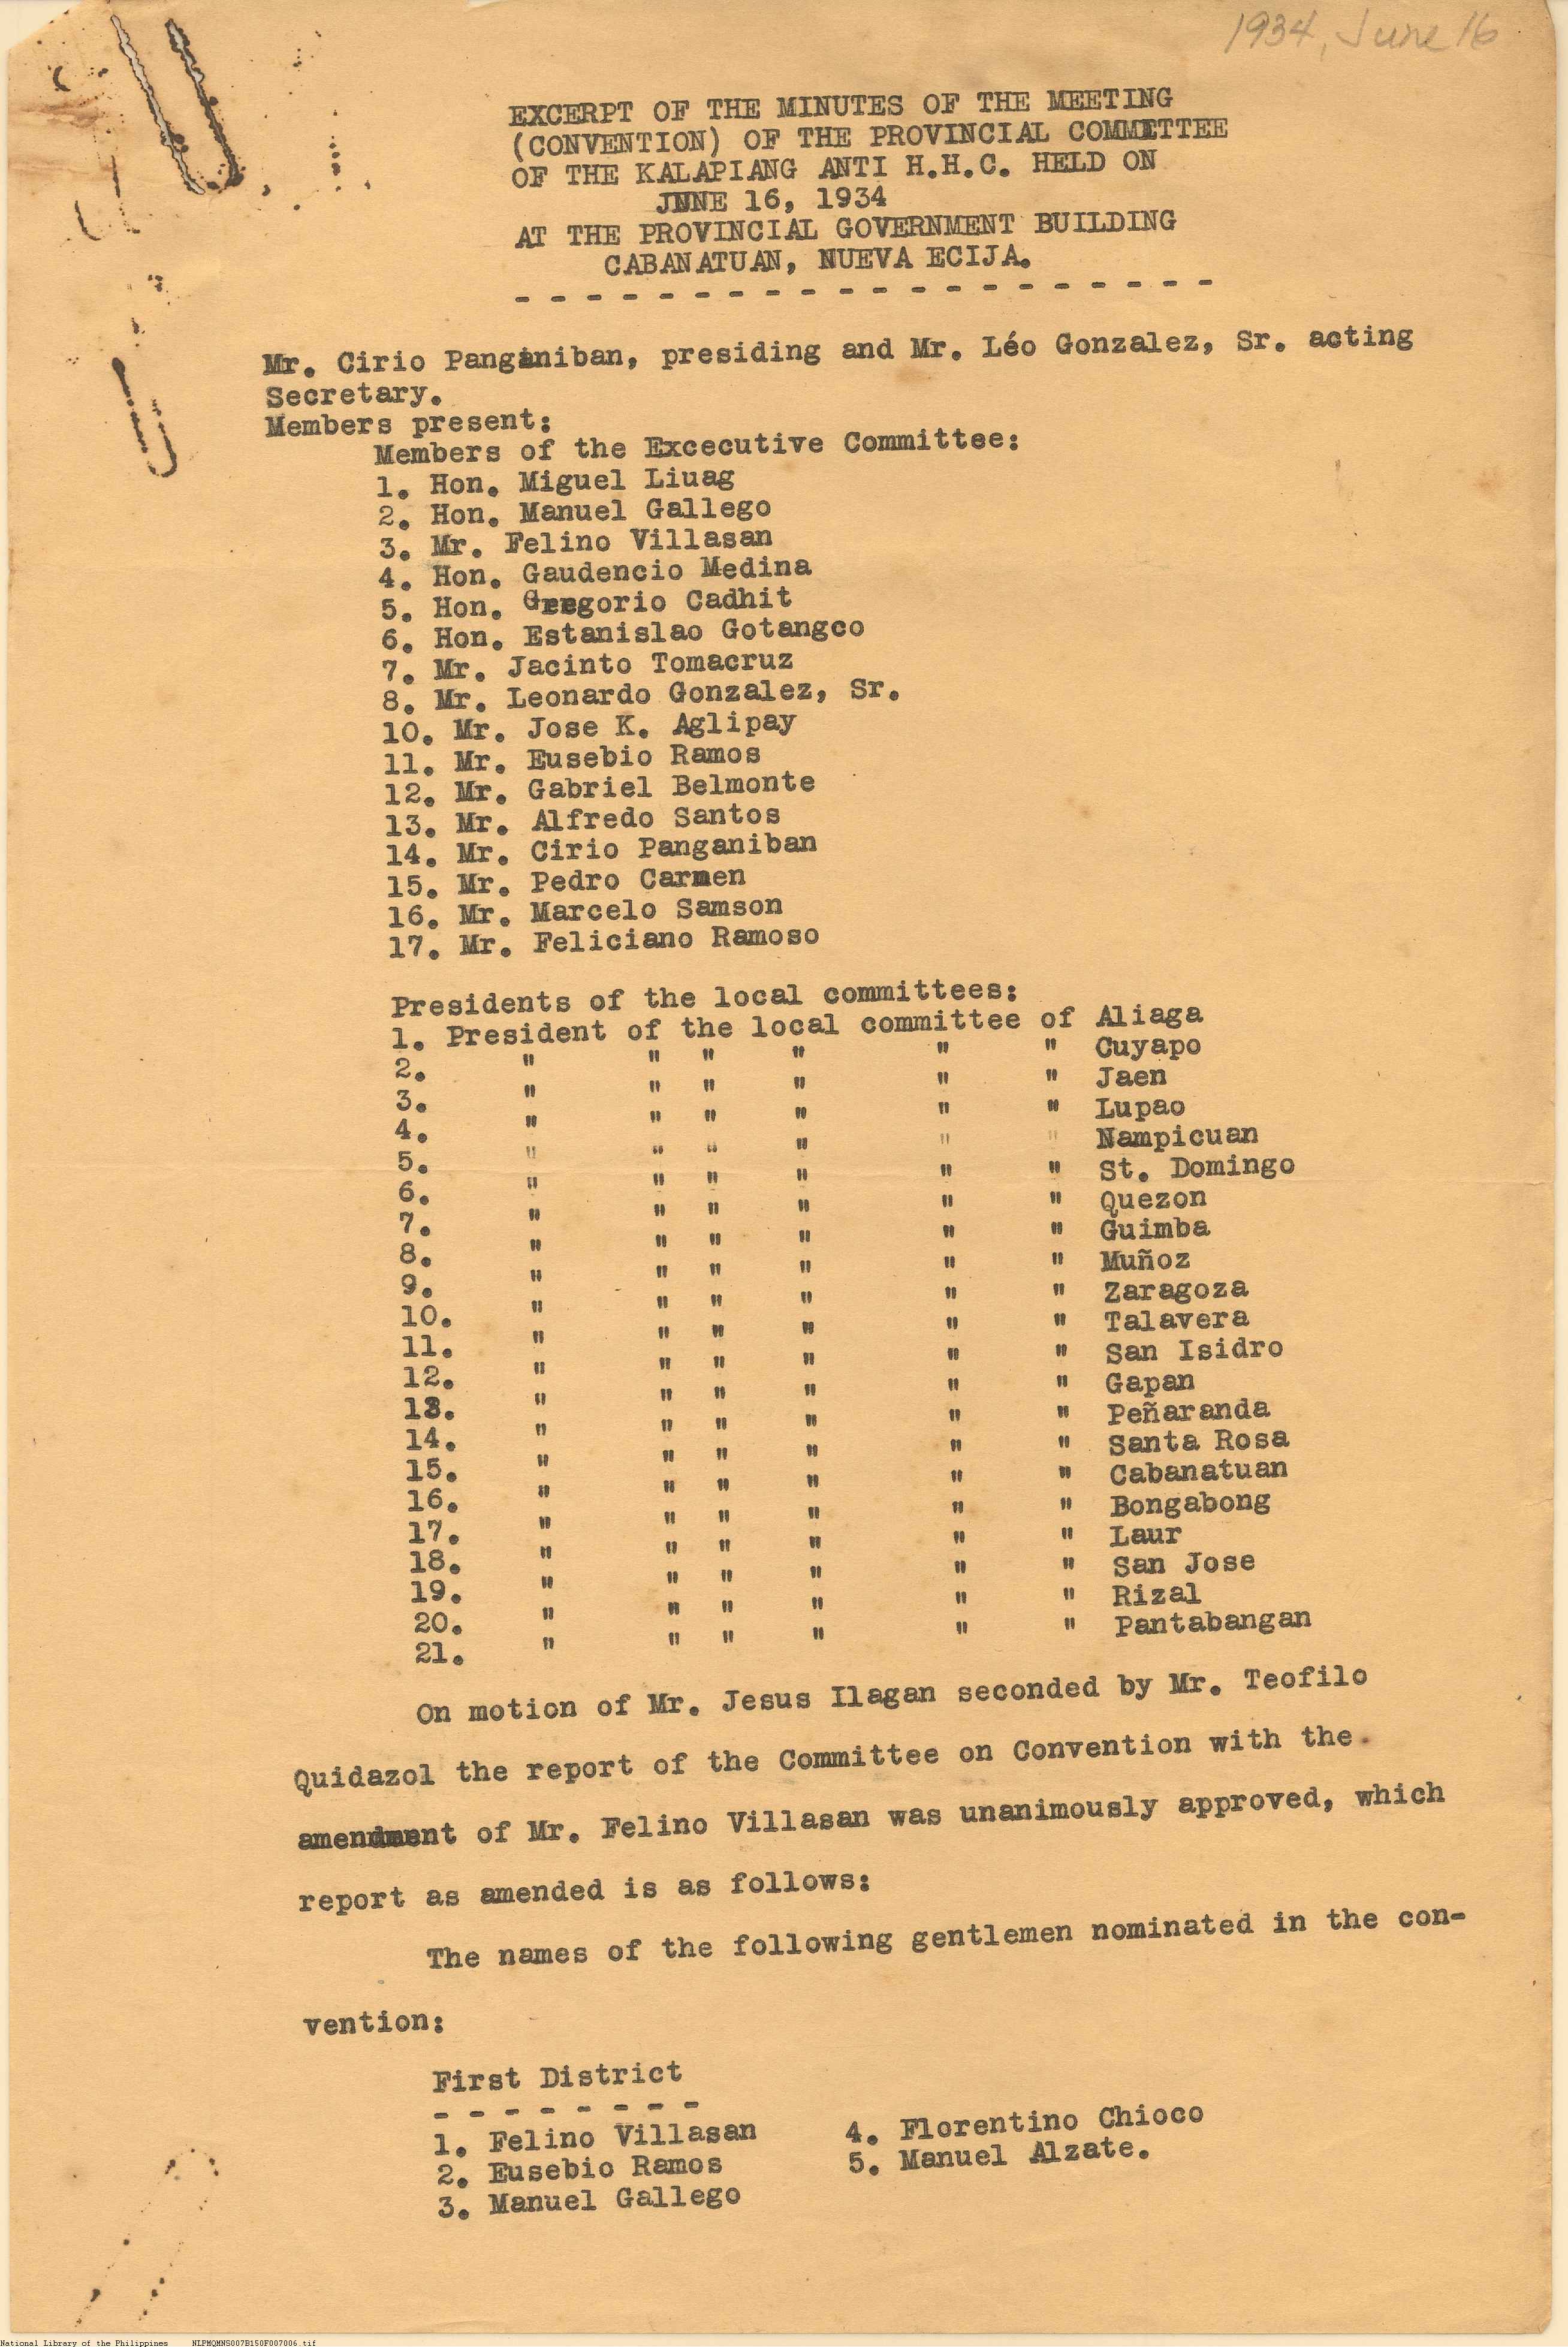 1934, June 16
EXCERPT OF THE MINUTES OF THE MEETING
(CONVENTION) OF THE PROVINCIAL COMMITTEE
OF THE KALAPIANG ANTI H.H.C. HELD ON
JUNE 16, 1934
AT THE PROVINCIAL GOVERNMENT BUILDING
CABANATUAN, NUEVA ECIJA.
- - - - - - - - - - - - - - - - - - - -
Mr. Cirio Panganiban, presiding and Mr. Léo Gonzalez, Sr. acting
Secretary.
Members present:
Members of the Excecutive Committee:
1. Hon. Miguel Liuag
2. Hon. Manuel Gallego
3. Mr. Felino Villasan
4. Hon. Gaudencio Medina
5. Hon. Gregorio Cadhit
6. Hon. Estanislao Gotangco
7. Mr. Jacinto Tomacruz
8. Mr. Leonardo Gonzalez, Sr.
10. Mr. Jose K. Aglipay
11. Mr. Eusebio Ramos
12. Mr. Gabriel Belmonte
13. Mr. Alfredo Santos
14. Mr. Cirio Panganiban
15. Mr. Pedro Carmen
16. Mr. Marcelo Samson
17. Mr. Feliciano Ramoso
Presidents of the local committees:
1. President of the local committee of Aliaga
2. " " " " " " Cuyapo
3. " " " " " " Jaen
4. " " " " " " Lupao
5. " " " " " " Nampicuan
6. " " " " " " St. Domingo
7. " " " " " " Quezon
8. " " " " " " Guimba
9. " " " " " " Muñoz
10. " " " " " " Zaragoza
11. " " " " " " Talavera
12. " " " " " " San Isidro
13. " " " " " " Gapan
14. " " " " " " Peñaranda
15. " " " " " " Santa Rosa
16. " " " " " " Cabanatuan
17. " " " " " " Bongabong
18. " " " " " " Laur
19. " " " " " " San Jose
20. " " " " " " Rizal
21. " " " " " " Pantabangan
On motion of Mr. Jesus Ilagan seconded by Mr. Teofilo
Quidazol the report of the Committee on Convention with the
amendment of Mr. Felino Villasan was unanimously approved, which
report as amended is as follows:
The names of the following gentlemen nominated in the con-
vention:
First District
- - - - - - - -
1. Felino Villasan
2. Eusebio Ramos
3. Manuel Gallego
4. Florentino Chioco
5. Manuel Alzate.
National Library of the Philippines NLPMQMNS007B150F007006.tif